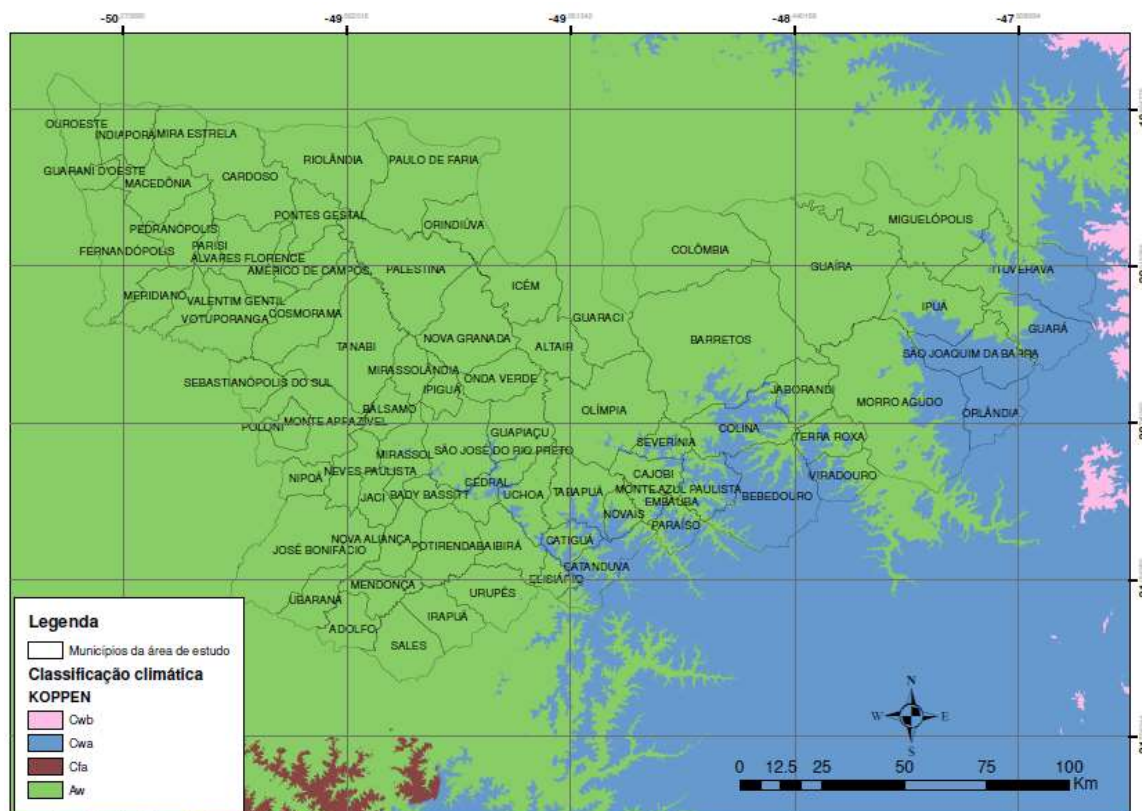 -50
-49
-49
-48
-47
OUROESTE
INDIAPORÃ
MIRA ESTRELA
RIOLÂNDIA
PAULO DE FARIA
GUARANI D'OESTE
MACEDÔNIA
CARDOSO
PONTES GESTAL
ORINDIÚVA
MIGUELÓPOLIS
PEDRANÓPOLIS
PARISI
FERNANDÓPOLIS
ÁLVARES FLORENCE
AMÉRICO DE CAMPOS
PALESTINA
COLÔMBIA
GUAÍRA
ITUVERAVA
MERIDIANO
VALENTIM GENTIL
VOTUPORANGA
COSMORAMA
ICÉM
GUARACI
IPUÃ
GUARÁ
TANABI
NOVA GRANADA
ALTAIR
BARRETOS
SÃO JOAQUIM DA BARRA
SEBASTIANÓPOLIS DO SUL
MIRASSOLÂNDIA
IPIGUÁ
ONDA VERDE
JABORANDI
MORRO AGUDO
ORLÂNDIA
POLONI
MONTE APRAZÍVEL
BÁLSAMO
OLÍMPIA
GUAPIAÇU
SEVERÍNIA
COLINA
TERRA ROXA
MIRASSOL
SÃO JOSÉ DO RIO PRETO
NIPOÃ
NEVES PAULISTA
JACI
BADY BASSITT
CEDRAL
UCHOA
TABAPUÃ
CAJOBI
MONTE AZUL PAULISTA
EMBAÚBA
BEBEDOURO
VIRADOURO
NOVAIS
PARAÍSO
NOVA ALIANÇA
JOSÉ BONIFÁCIO
POTIRENDABA
IBIRÁ
CATIGUÁ
CATANDUVA
ELISIÁRIO
MENDONÇA
UBARANA
URUPÊS
ADOLFO
IRAPUÃ
SALES
Legenda
Municípios da área de estudo
Classificação climática
KOPPEN
Cwb
Cwa
Cfa
Aw
N
W E
S
0 12.5 25 50 75 100
Km